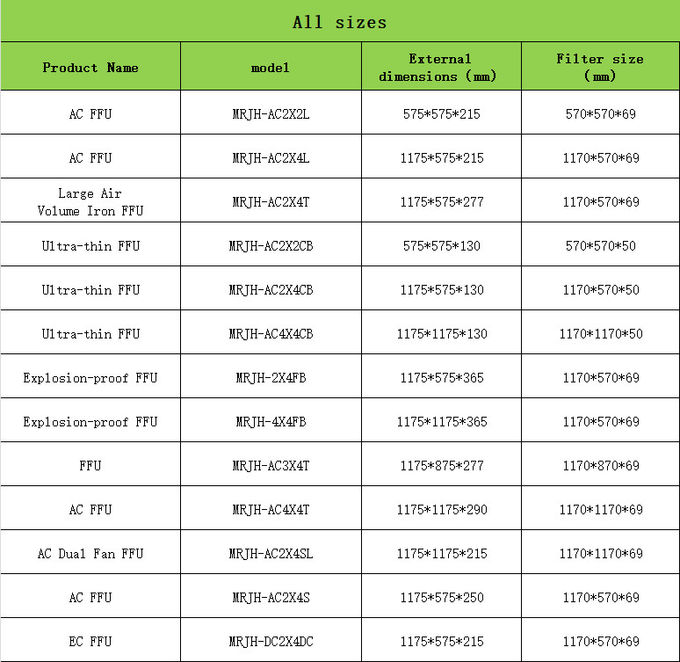 All sizes
Product Name model External dimensions (mm) Filter size (mm)
AC FFU MRJH-AC2X2L 575*575*215 570*570*69
AC FFU MRJH-AC2X4L 1175*575*215 1170*570*69
Large Air Volume Iron FFU MRJH-AC2X4T 1175*575*277 1170*570*69
Ultra-thin FFU MRJH-AC2X2CB 575*575*130 570*570*50
Ultra-thin FFU MRJH-AC2X4CB 1175*575*130 1170*570*50
Ultra-thin FFU MRJH-AC4X4CB 1175*1175*130 1170*1170*50
Explosion-proof FFU MRJH-2X4FB 1175*575*365 1170*570*69
Explosion-proof FFU MRJH-4X4FB 1175*1175*365 1170*570*69
FFU MRJH-AC3X4T 1175*875*277 1170*870*69
AC FFU MRJH-AC4X4T 1175*1175*290 1170*1170*69
AC Dual Fan FFU MRJH-AC2X4SL 1175*1175*215 1170*1170*69
AC FFU MRJH-AC2X4S 1175*575*250 1170*570*69
EC FFU MRJH-DC2X4DC 1175*575*215 1170*570*69